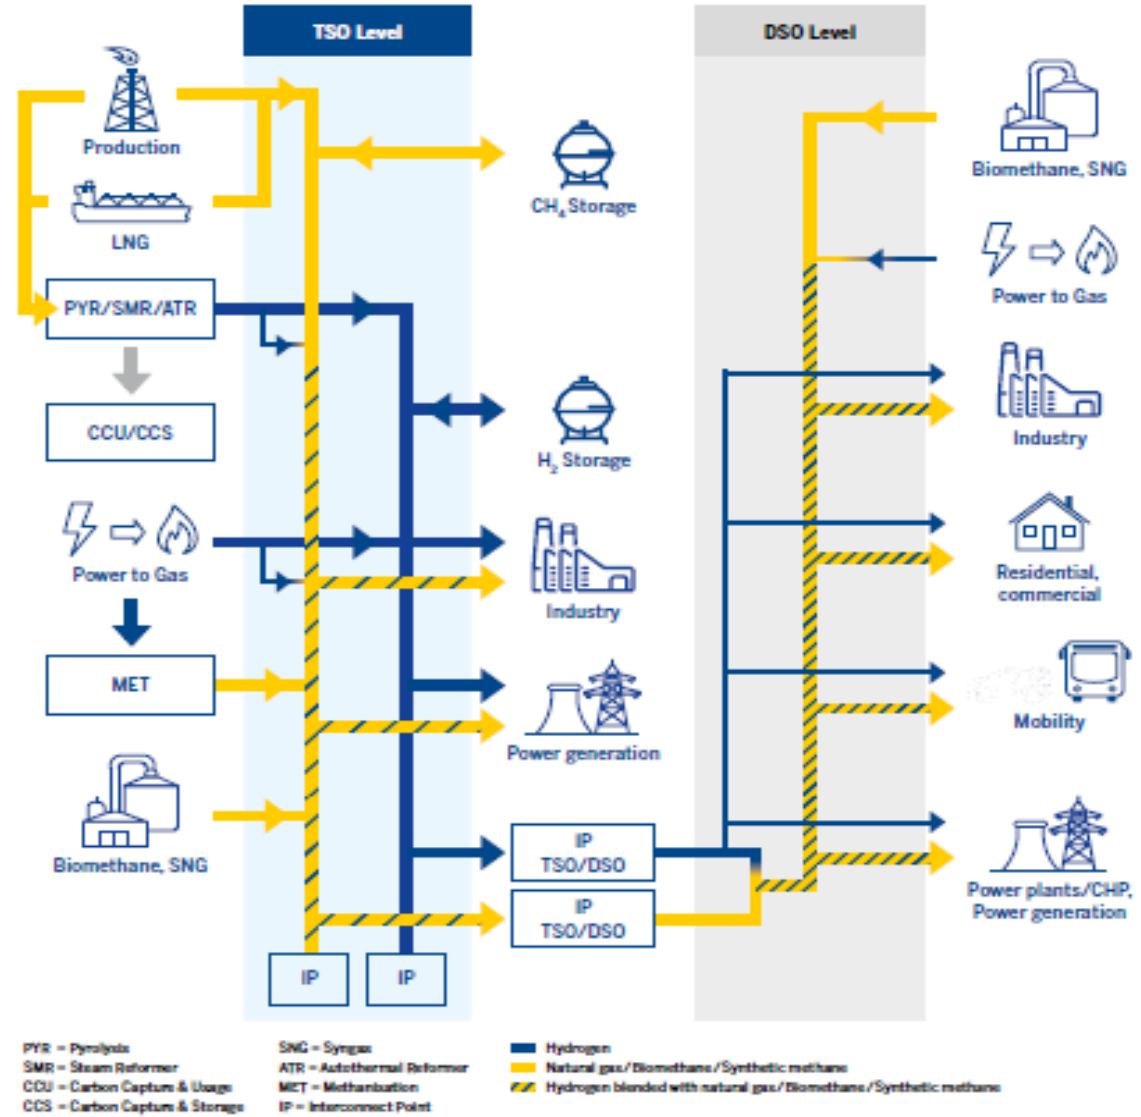 TSO Level
DSO Level
Production
LNG
PYR/SMR/ATR
CCU/CCS
Power to Gas
MET
Biomethane, SNG
CH₄ Storage
H₂ Storage
Industry
Power generation
IP
TSO/DSO
IP
TSO/DSO
IP
IP
Biomethane, SNG
Power to Gas
Industry
Residential,
commercial
Mobility
Power plants/CHP,
Power generation
PYR = Pyrolysis
SMR = Steam Reformer
CCU = Carbon Capture & Usage
CCS = Carbon Capture & Storage
SNG = Syngas
ATR = Autothermal Reformer
MET = Methanisation
IP = Interconnect Point
Hydrogen
Natural gas/Biomethane/Synthetic methane
Hydrogen blended with natural gas/Biomethane/Synthetic methane